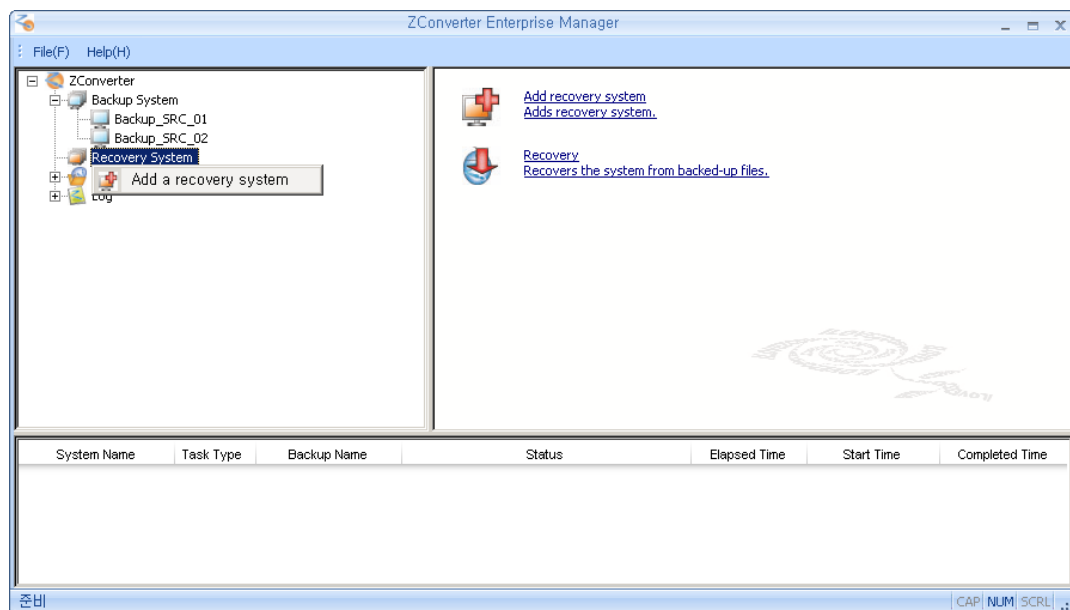 ZConverter Enterprise Manager
File(F) Help(H)
ZConverter
Backup System
Backup_SRC_01
Backup_SRC_02
Recovery System
Add a recovery system
Log
Add recovery system
Adds recovery system.
Recovery
Recovers the system from backed-up files.
System Name Task Type Backup Name Status Elapsed Time Start Time Completed Time
준비
CAP NUM SCRL